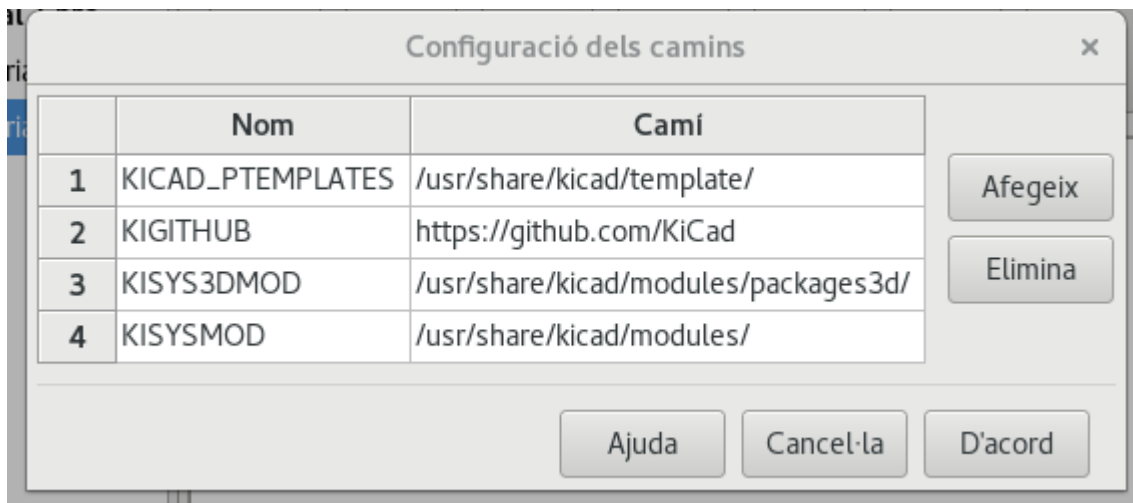 Configuració dels camins
Nom Camí
1 KICAD_PTEMPLATES /usr/share/kicad/template/
2 KIGITHUB https://github.com/KiCad
3 KISYS3DMOD /usr/share/kicad/modules/packages3d/
4 KISYSMOD /usr/share/kicad/modules/
Afegeix
Elimina
Ajuda Cancel·la D'acord